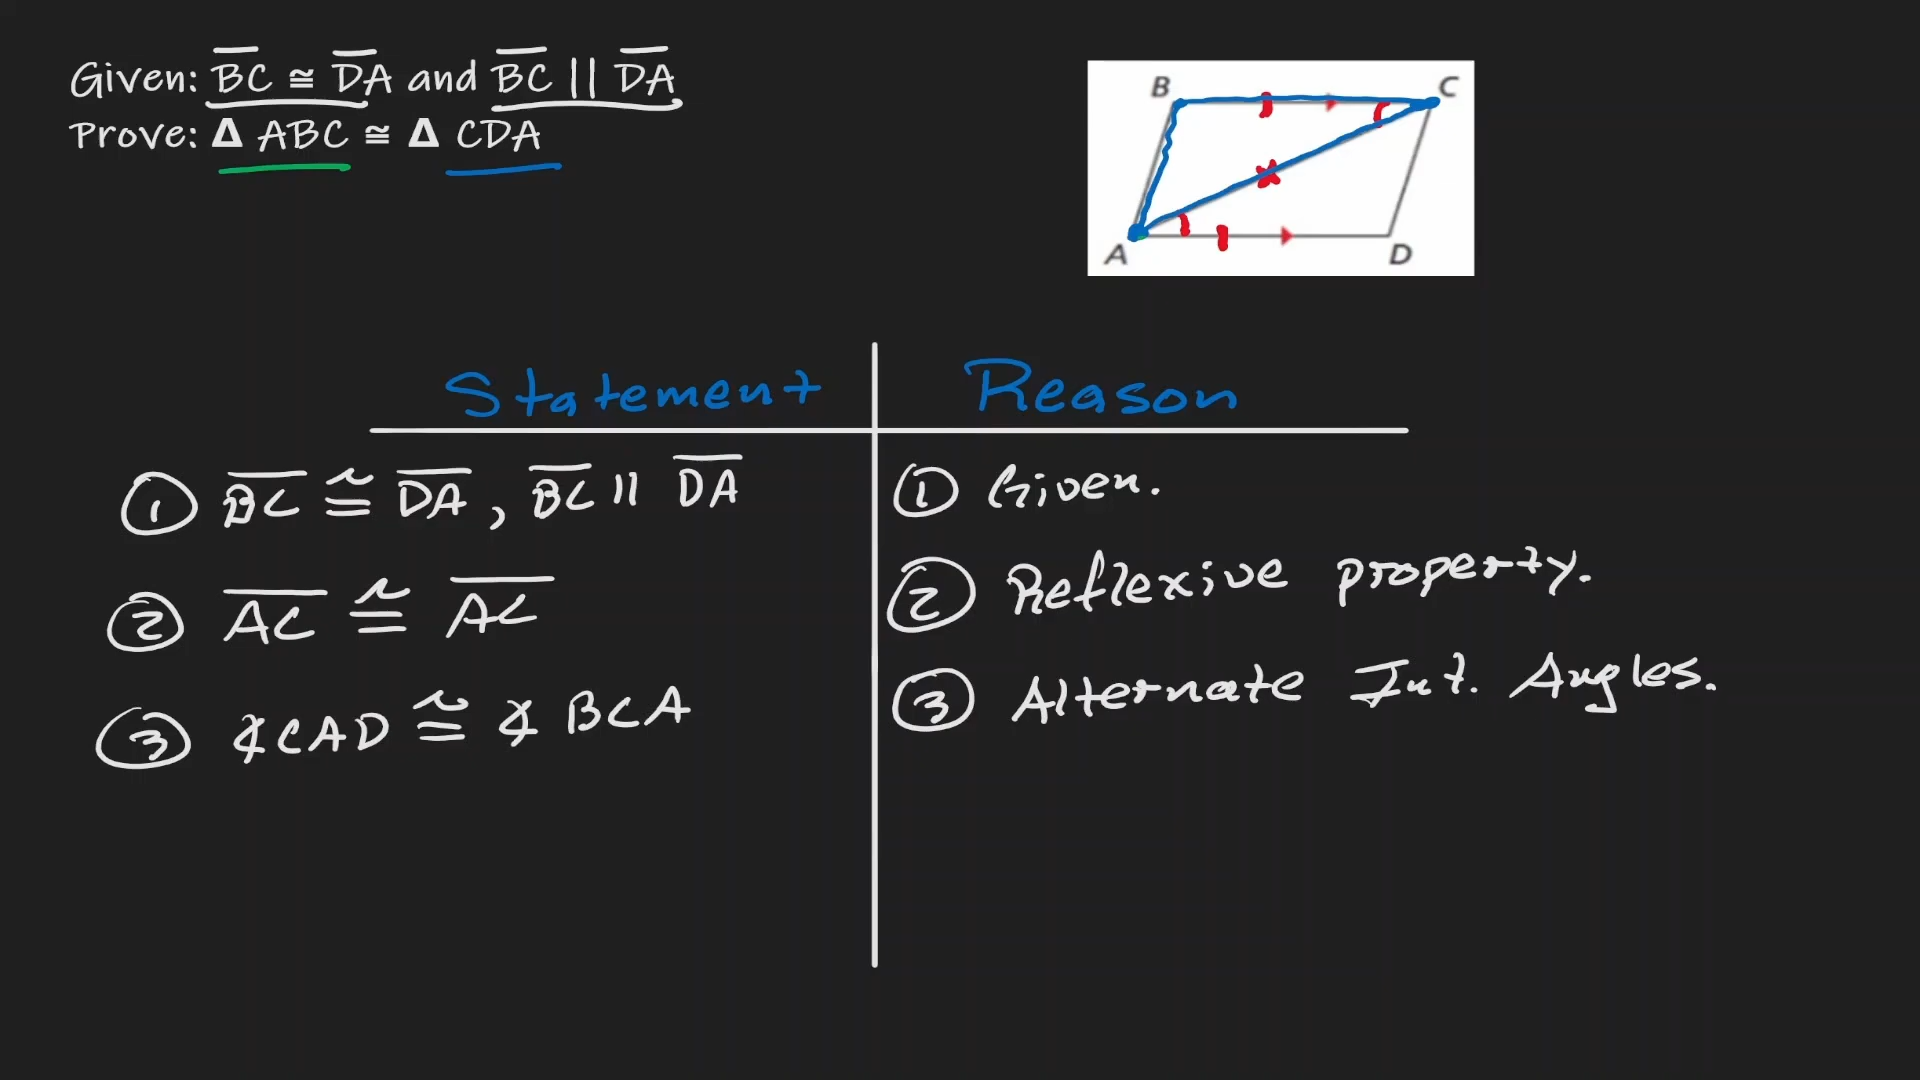 Given: BC ≅ DA and BC || DA
Prove: Δ ABC ≅ Δ CDA
B C
A D
Statement Reason
① BC ≅ DA, BC || DA ① Given.
② AC ≅ AC ② Reflexive property.
③ ∢CAD ≅ ∢BCA ③ Alternate Int. Angles.